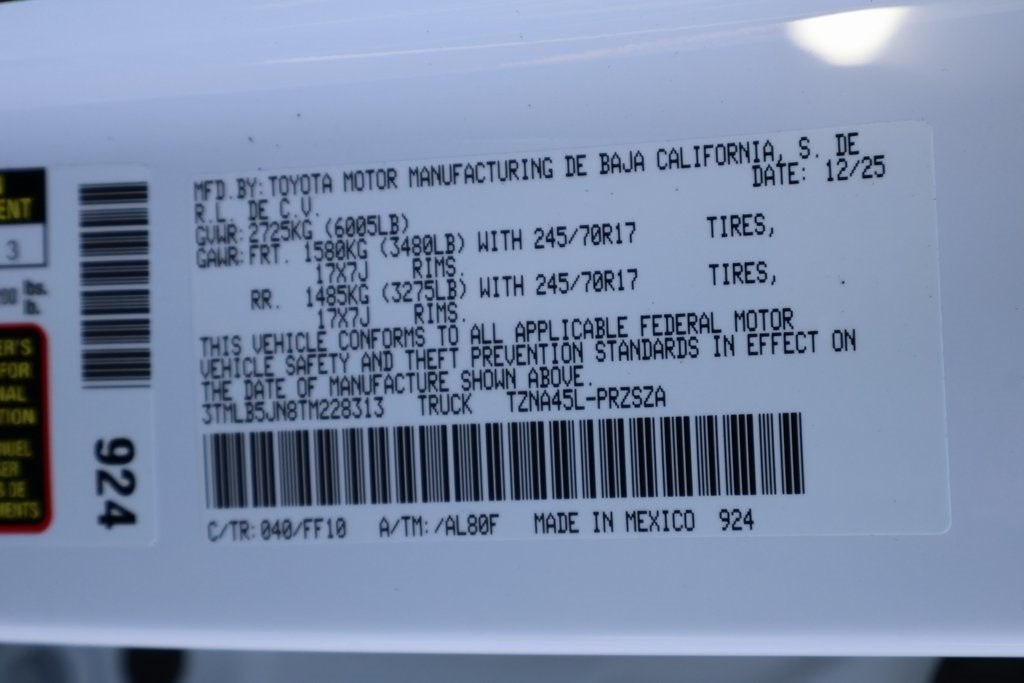 MFD.BY:TOYOTA MOTOR MANUFACTURING DE BAJA CALIFORNIA, S. DE
R.L. DE C.V. DATE: 12/25
GVWR:2725KG (6005LB)
GAWR:FRT. 1580KG (3480LB) WITH 245/70R17 TIRES,
17X7J RIMS.
RR. 1485KG (3275LB) WITH 245/70R17 TIRES,
17X7J RIMS.
THIS VEHICLE CONFORMS TO ALL APPLICABLE FEDERAL MOTOR
VEHICLE SAFETY AND THEFT PREVENTION STANDARDS IN EFFECT ON
THE DATE OF MANUFACTURE SHOWN ABOVE.
3TMLB5JN8TM228313 TRUCK TZNA45L-PRZSZA
C/TR:040/FF10 A/TM:/AL80F MADE IN MEXICO 924
924
3
lbs.